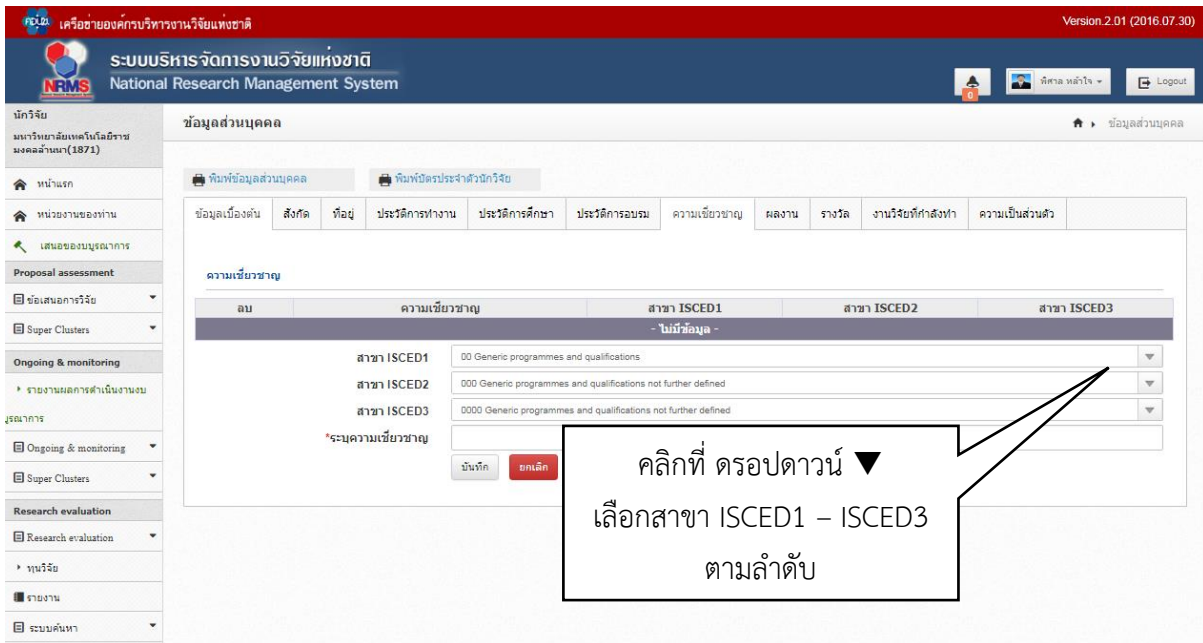 คอบช เครือข่ายองค์กรบริหารงานวิจัยแห่งชาติ
Version.2.01 (2016.07.30)
NRMS
ระบบบริหารจัดการงานวิจัยแห่งชาติ
National Research Management System
0
พิศาล หล้าใจ
Logout
นักวิจัย
มหาวิทยาลัยเทคโนโลยีราช
มงคลล้านนา(1871)
ข้อมูลส่วนบุคคล
ข้อมูลส่วนบุคคล
หน้าแรก
หน่วยงานของท่าน
เสนอของบบูรณาการ
Proposal assessment
ข้อเสนอการวิจัย
Super Clusters
Ongoing & monitoring
รายงานผลการดำเนินงานงบ
บูรณาการ
Ongoing & monitoring
Super Clusters
Research evaluation
Research evaluation
ทุนวิจัย
รายงาน
ระบบค้นหา
พิมพ์ข้อมูลส่วนบุคคล
พิมพ์บัตรประจำตัวนักวิจัย
ข้อมูลเบื้องต้น สังกัด ที่อยู่ ประวัติการทำงาน ประวัติการศึกษา ประวัติการอบรม ความเชี่ยวชาญ ผลงาน รางวัล งานวิจัยที่กำลังทำ ความเป็นส่วนตัว
ความเชี่ยวชาญ
ลบ ความเชี่ยวชาญ สาขา ISCED1 สาขา ISCED2 สาขา ISCED3
- ไม่มีข้อมูล -
สาขา ISCED1 00 Generic programmes and qualifications
สาขา ISCED2 000 Generic programmes and qualifications not further defined
สาขา ISCED3 0000 Generic programmes and qualifications not further defined
*ระบุความเชี่ยวชาญ
บันทึก ยกเลิก
คลิกที่ ดรอปดาวน์ ▼
เลือกสาขา ISCED1 – ISCED3
ตามลำดับ